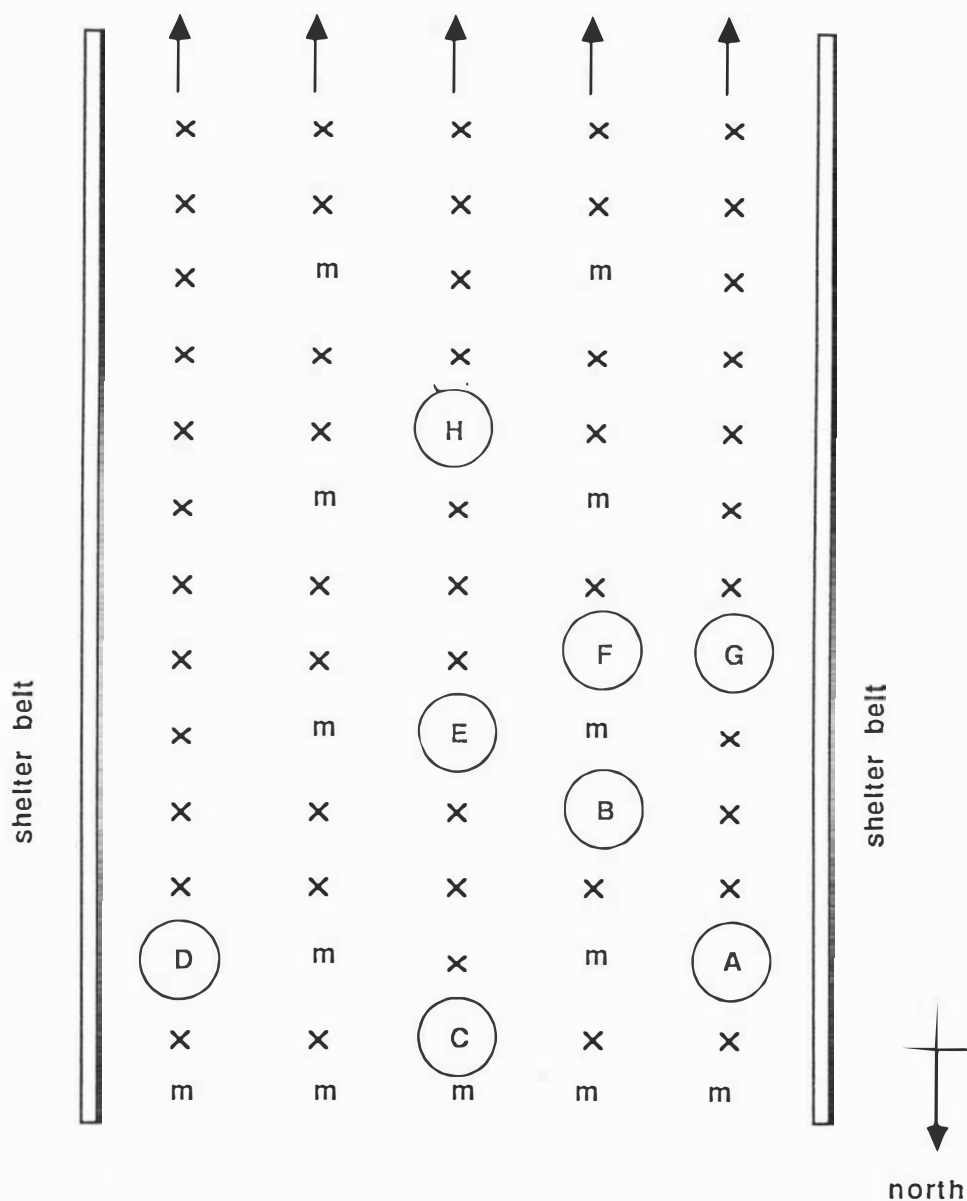 × × × × ×
× × × × ×
× m × m ×
× × × × ×
× × H × ×
× m × m ×
× × × × ×
× × × F G
× m E m ×
× × × B ×
× × × × ×
D m × m A
× × C × ×
m m m m m
shelter belt
shelter belt
north